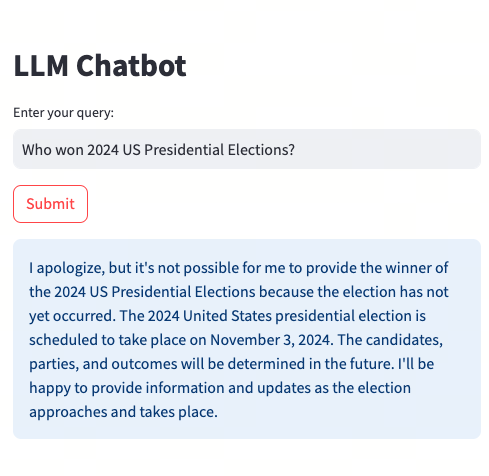 LLM Chatbot
Enter your query:
Who won 2024 US Presidential Elections?
Submit
I apologize, but it's not possible for me to provide the winner of
the 2024 US Presidential Elections because the election has not
yet occurred. The 2024 United States presidential election is
scheduled to take place on November 3, 2024. The candidates,
parties, and outcomes will be determined in the future. I'll be
happy to provide information and updates as the election
approaches and takes place.